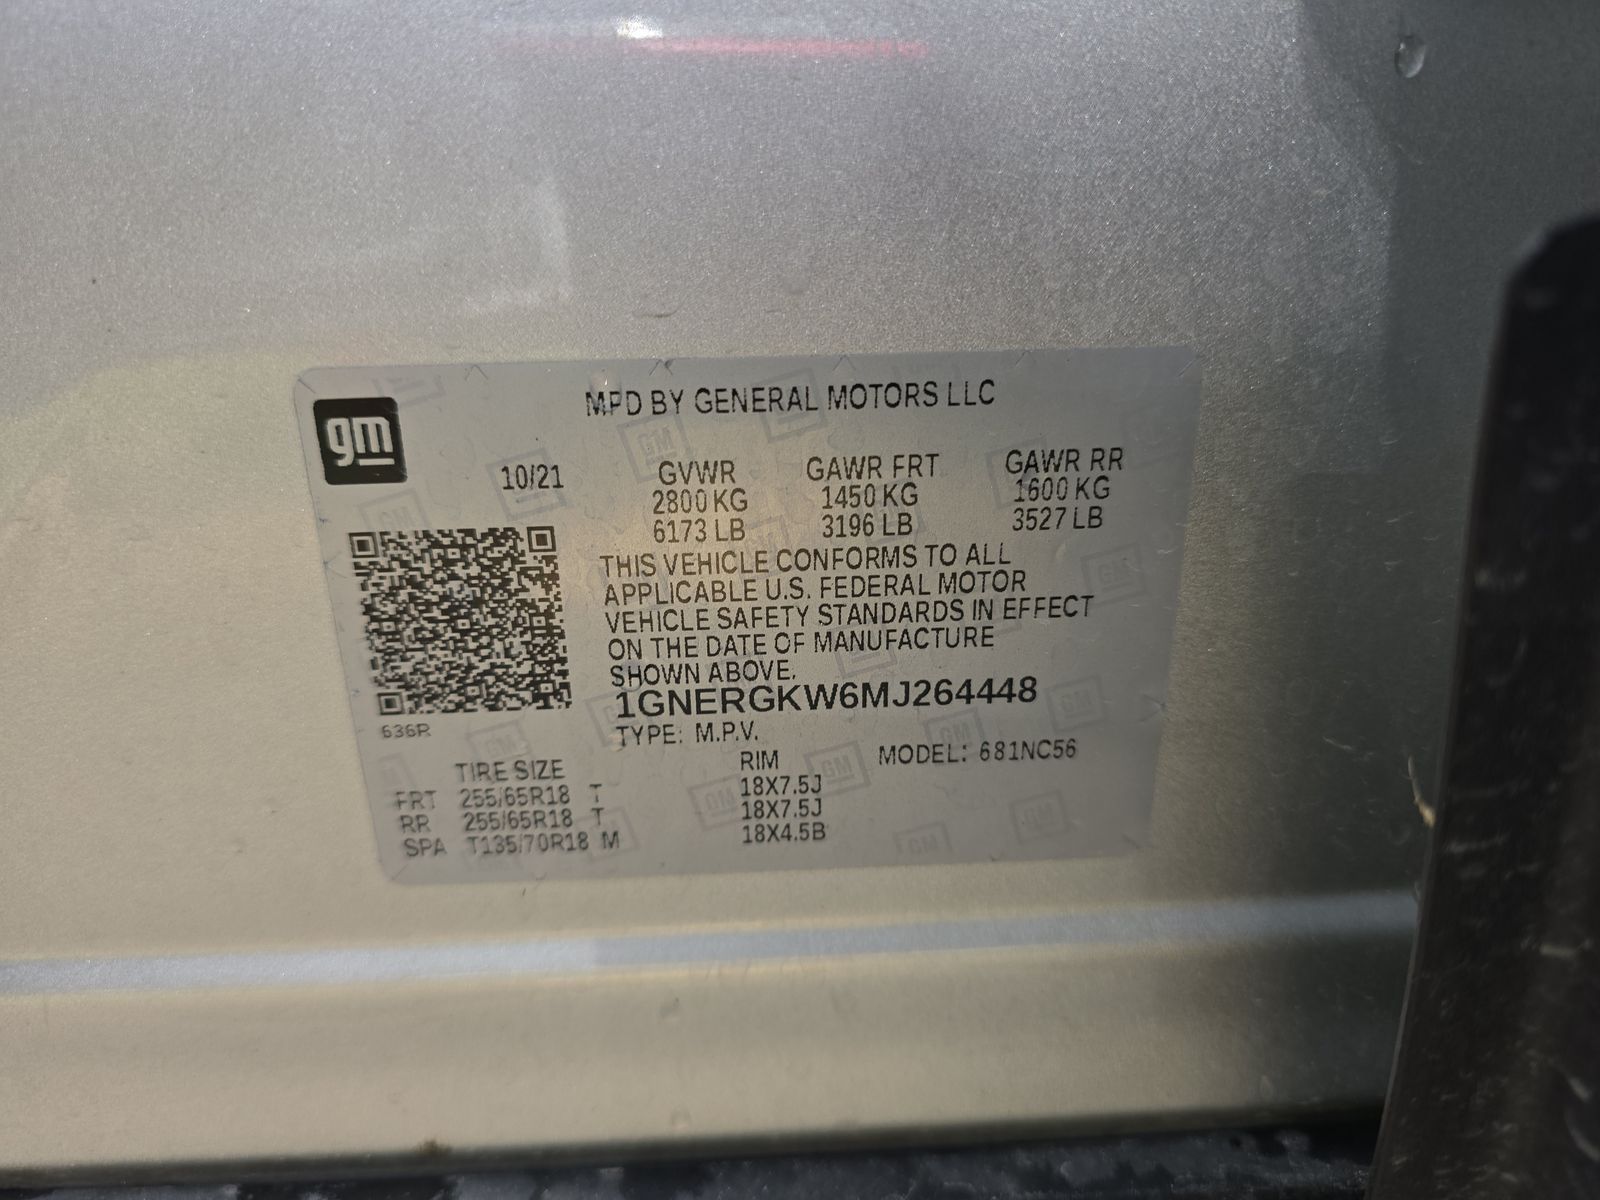 gm
MFD BY GENERAL MOTORS LLC
10/21 GVWR GAWR FRT GAWR RR
2800 KG 1450 KG 1600 KG
6173 LB 3196 LB 3527 LB
THIS VEHICLE CONFORMS TO ALL
APPLICABLE U.S. FEDERAL MOTOR
VEHICLE SAFETY STANDARDS IN EFFECT
ON THE DATE OF MANUFACTURE
SHOWN ABOVE.
1GNERGKW6MJ264448
636R
TYPE: M.P.V.
MODEL: 681NC56
TIRE SIZE RIM
FRT 255/65R18 T 18X7.5J
RR 255/65R18 T 18X7.5J
SPA T135/70R18 M 18X4.5B